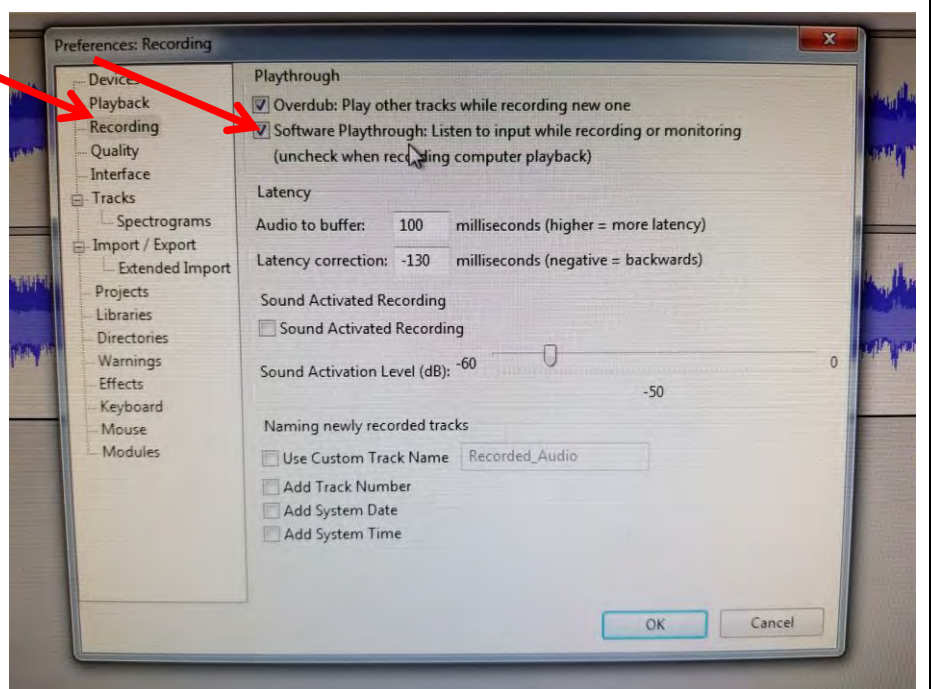 Preferences: Recording
Devices
Playback
Recording
Quality
Interface
Tracks
Spectrograms
Import / Export
Extended Import
Projects
Libraries
Directories
Warnings
Effects
Keyboard
Mouse
Modules
Playthrough
Overdub: Play other tracks while recording new one
Software Playthrough: Listen to input while recording or monitoring
(uncheck when recording computer playback)
Latency
Audio to buffer: 100 milliseconds (higher = more latency)
Latency correction: -130 milliseconds (negative = backwards)
Sound Activated Recording
Sound Activated Recording
Sound Activation Level (dB): -60 0
-50
Naming newly recorded tracks
Use Custom Track Name Recorded_Audio
Add Track Number
Add System Date
Add System Time
OK Cancel